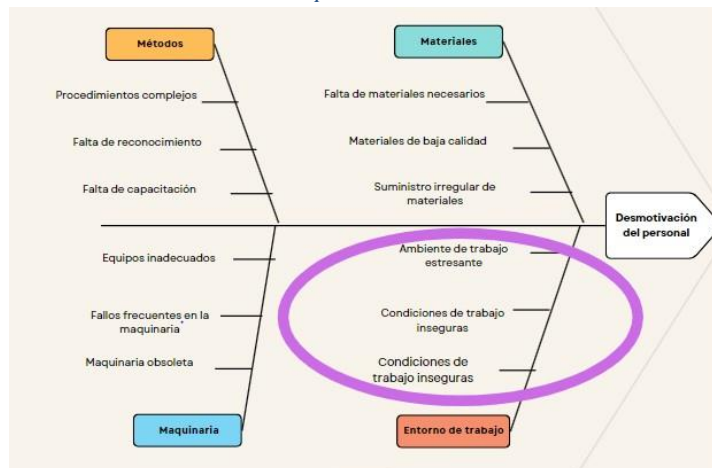 Métodos
Materiales
Procedimientos complejos
Falta de reconocimiento
Falta de capacitación
Falta de materiales necesarios
Materiales de baja calidad
Suministro irregular de
materiales
Desmotivación
del personal
Equipos inadecuados
Fallos frecuentes en la
maquinaria
Maquinaria obsoleta
Ambiente de trabajo
estresante
Condiciones de trabajo
inseguras
Condiciones de
trabajo inseguras
Maquinaria
Entorno de trabajo